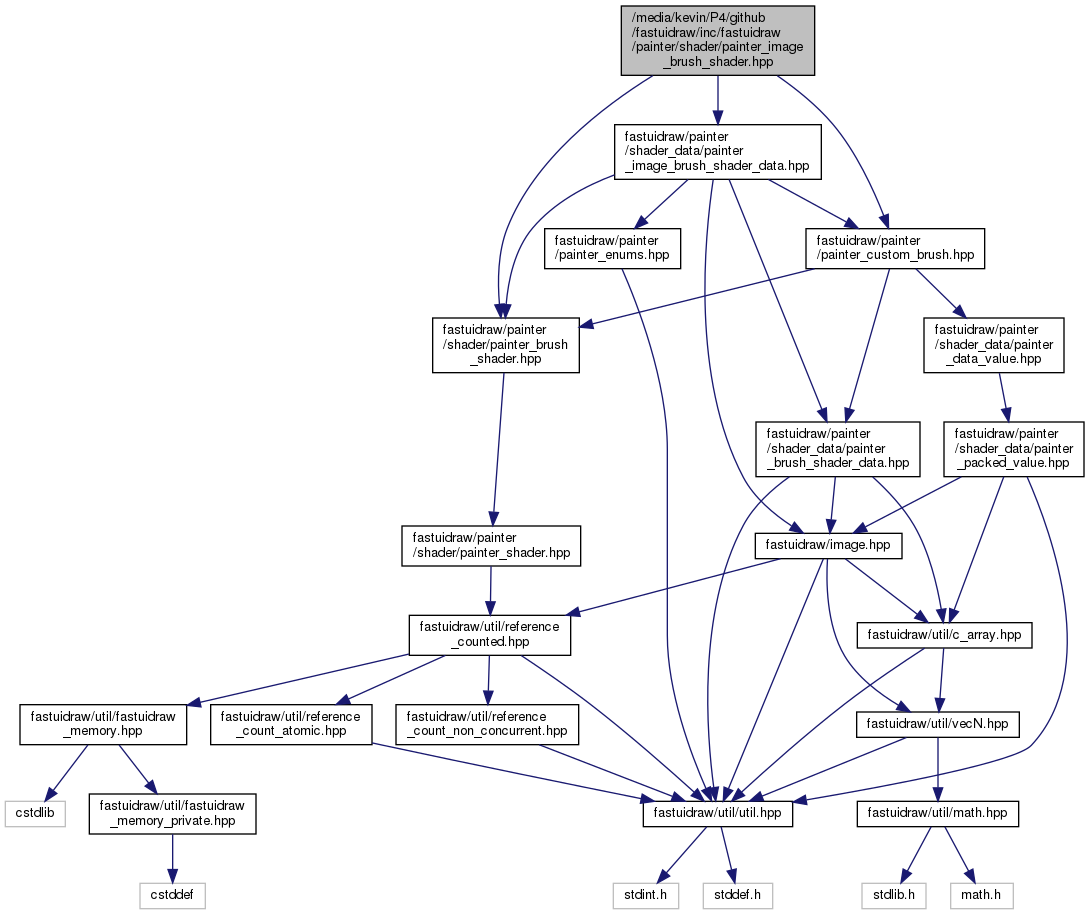 /media/kevin/P4/github
/fastuidraw/inc/fastuidraw
/painter/shader/painter_image
_brush_shader.hpp
fastuidraw/painter
/shader_data/painter
_image_brush_shader_data.hpp
fastuidraw/painter
/painter_enums.hpp
fastuidraw/painter
/painter_custom_brush.hpp
fastuidraw/painter
/shader/painter_brush
_shader.hpp
fastuidraw/painter
/shader_data/painter
_data_value.hpp
fastuidraw/painter
/shader_data/painter
_brush_shader_data.hpp
fastuidraw/painter
/shader_data/painter
_packed_value.hpp
fastuidraw/painter
/shader/painter_shader.hpp
fastuidraw/image.hpp
fastuidraw/util/reference
_counted.hpp
fastuidraw/util/c_array.hpp
fastuidraw/util/fastuidraw
_memory.hpp
fastuidraw/util/reference
_count_atomic.hpp
fastuidraw/util/reference
_count_non_concurrent.hpp
fastuidraw/util/vecN.hpp
cstdlib
fastuidraw/util/fastuidraw
_memory_private.hpp
fastuidraw/util/util.hpp
fastuidraw/util/math.hpp
cstddef
stdint.h
stddef.h
stdlib.h
math.h